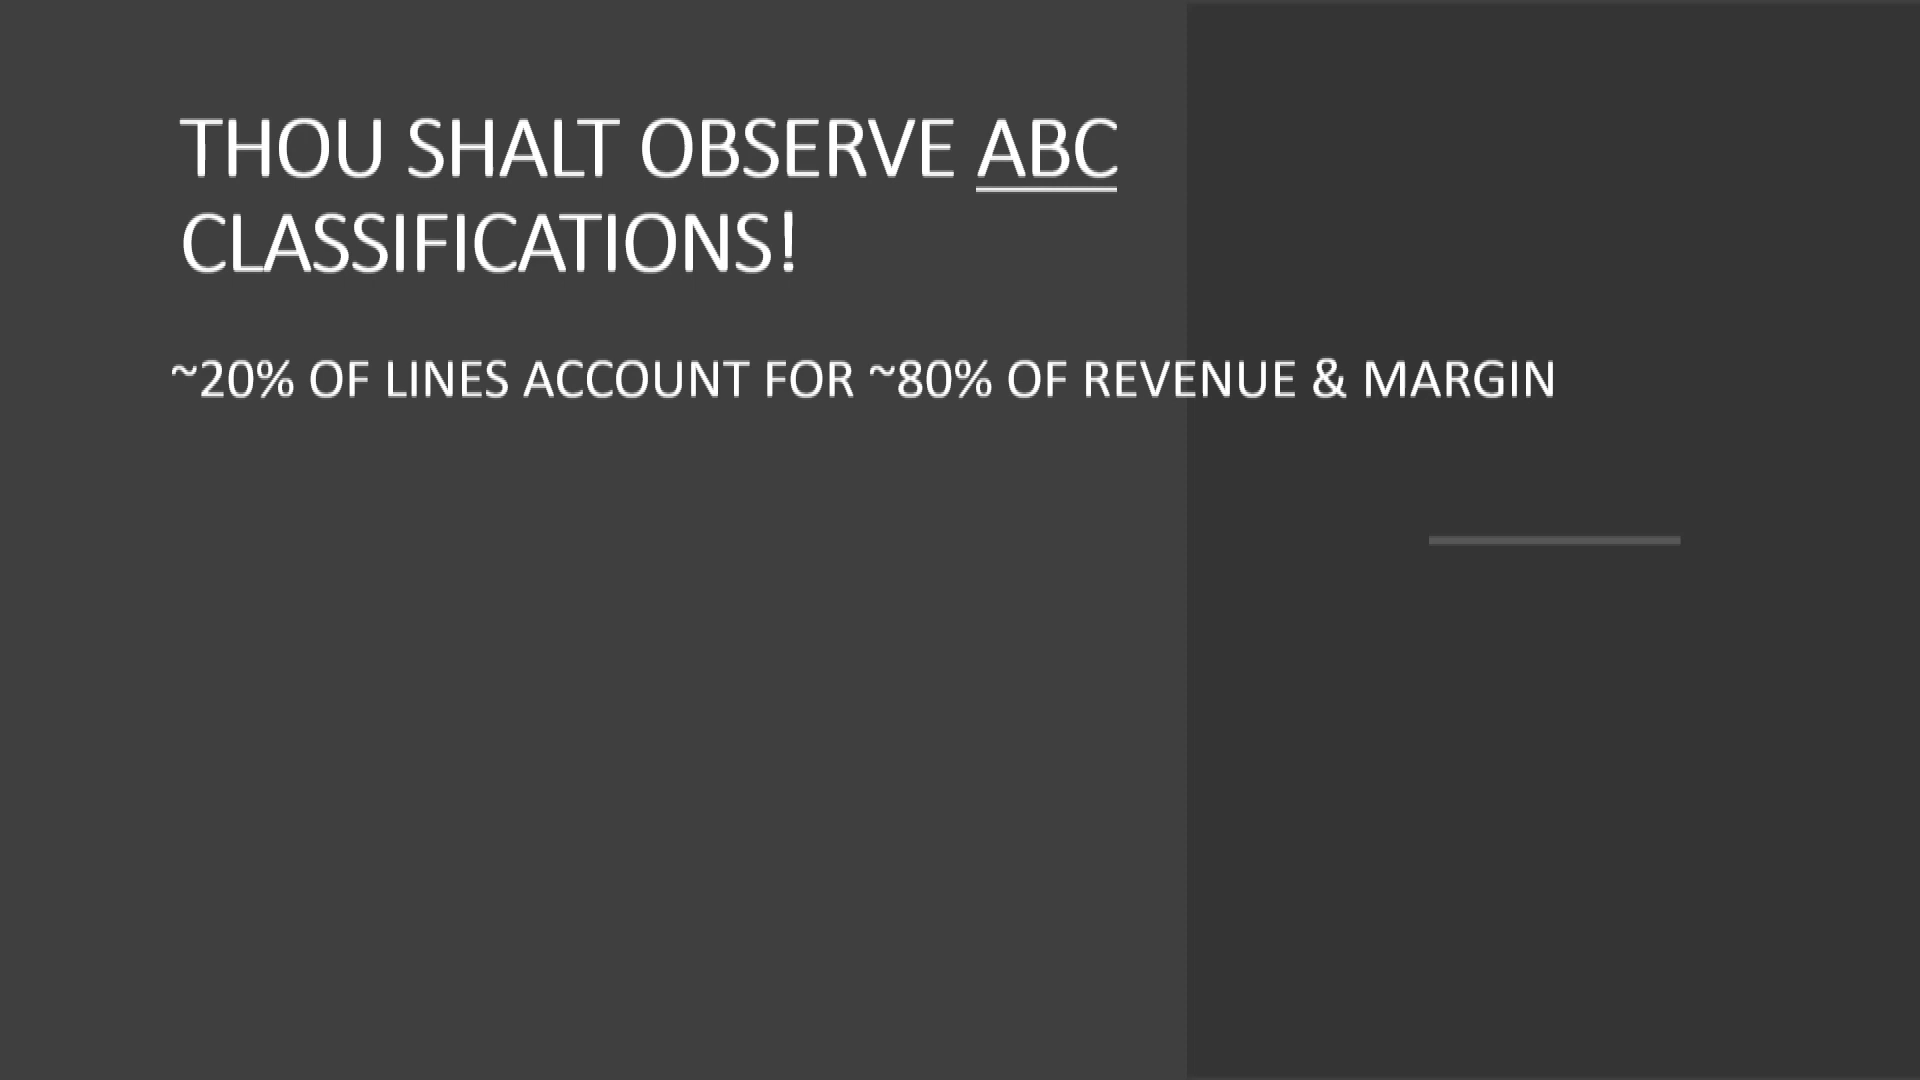 THOU SHALT OBSERVE ABC
CLASSIFICATIONS!
~20% OF LINES ACCOUNT FOR ~80% OF REVENUE & MARGIN